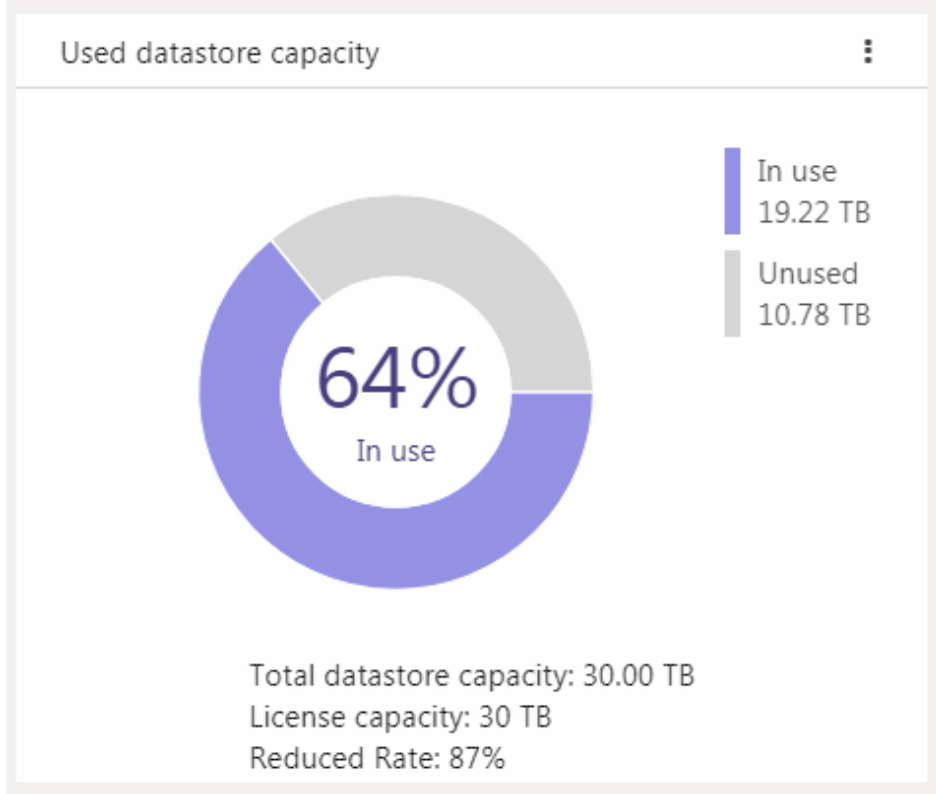 Used datastore capacity
In use
19.22 TB
Unused
10.78 TB
64%
In use
Total datastore capacity: 30.00 TB
License capacity: 30 TB
Reduced Rate: 87%